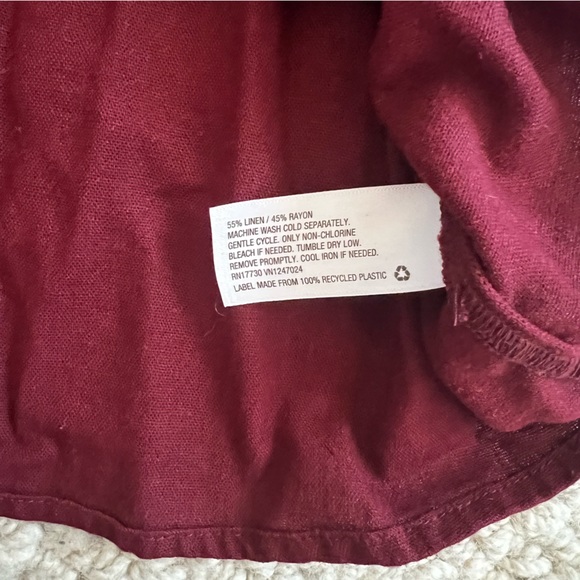 55% LINEN / 45% RAYON
MACHINE WASH COLD SEPARATELY.
GENTLE CYCLE. ONLY NON-CHLORINE
BLEACH IF NEEDED. TUMBLE DRY LOW.
REMOVE PROMPTLY. COOL IRON IF NEEDED.
RN17730 VN1247024
LABEL MADE FROM 100% RECYCLED PLASTIC